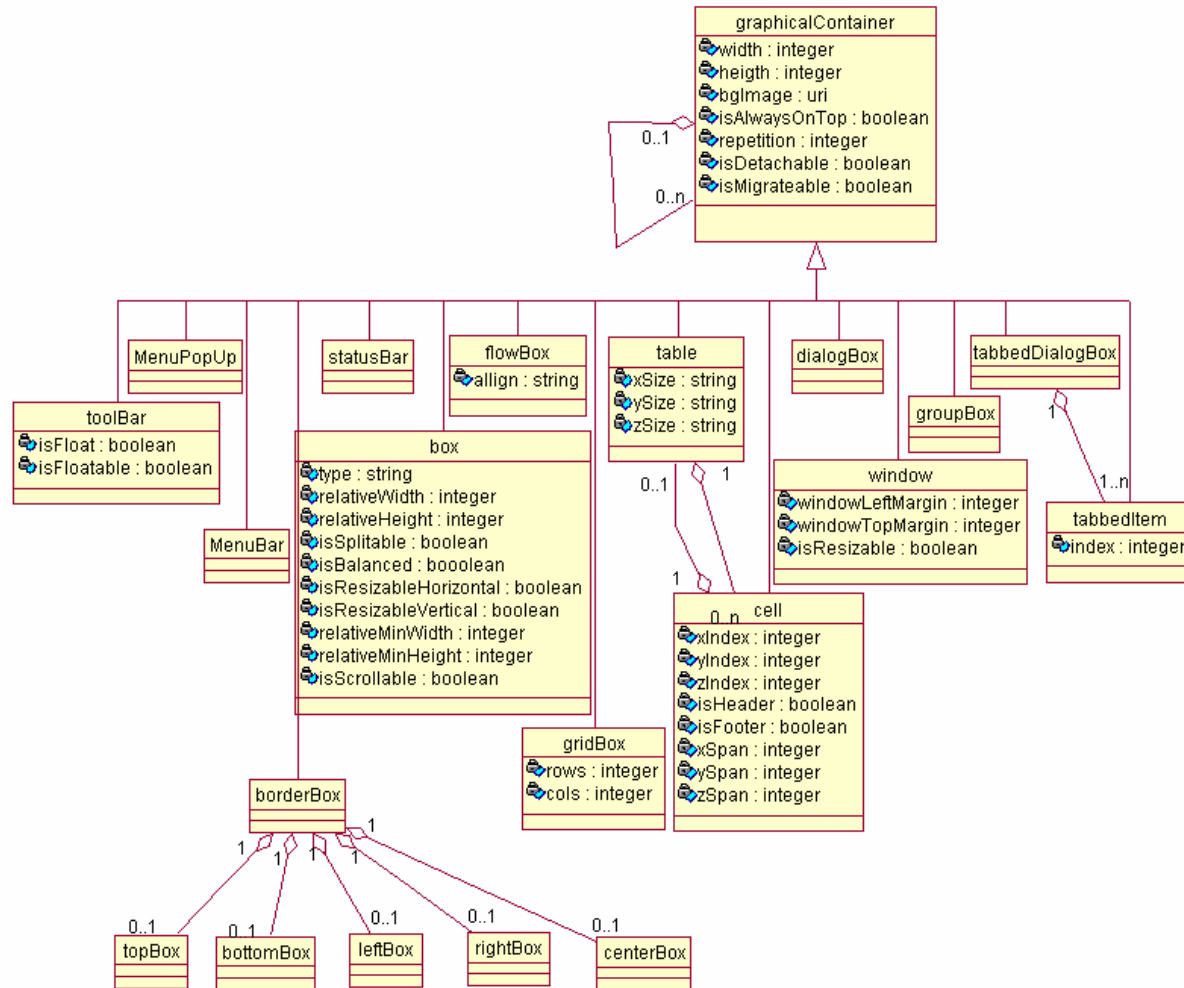 graphicalContainer
width : integer
heigth : integer
bgImage : uri
isAlwaysOnTop : boolean
repetition : integer
isDetachable : boolean
isMigrateable : boolean
0..1
0..n
MenuPopUp
statusBar
flowBox
allign : string
table
xSize : string
ySize : string
zSize : string
dialogBox
tabbedDialogBox
toolBar
isFloat : boolean
isFloatable : boolean
groupBox
1
box
type : string
relativeWidth : integer
relativeHeight : integer
isSplitable : boolean
isBalanced : booolean
isResizableHorizontal : boolean
isResizableVertical : boolean
relativeMinWidth : integer
relativeMinHeight : integer
isScrollable : boolean
0..1
1
window
windowLeftMargin : integer
windowTopMargin : integer
isResizable : boolean
1..n
tabbedItem
index : integer
MenuBar
1
0..n
cell
xIndex : integer
yIndex : integer
zIndex : integer
isHeader : boolean
isFooter : boolean
xSpan : integer
ySpan : integer
zSpan : integer
gridBox
rows : integer
cols : integer
borderBox
1
1
1
1
1
0..1
0..1
0..1
0..1
0..1
topBox
bottomBox
leftBox
rightBox
centerBox